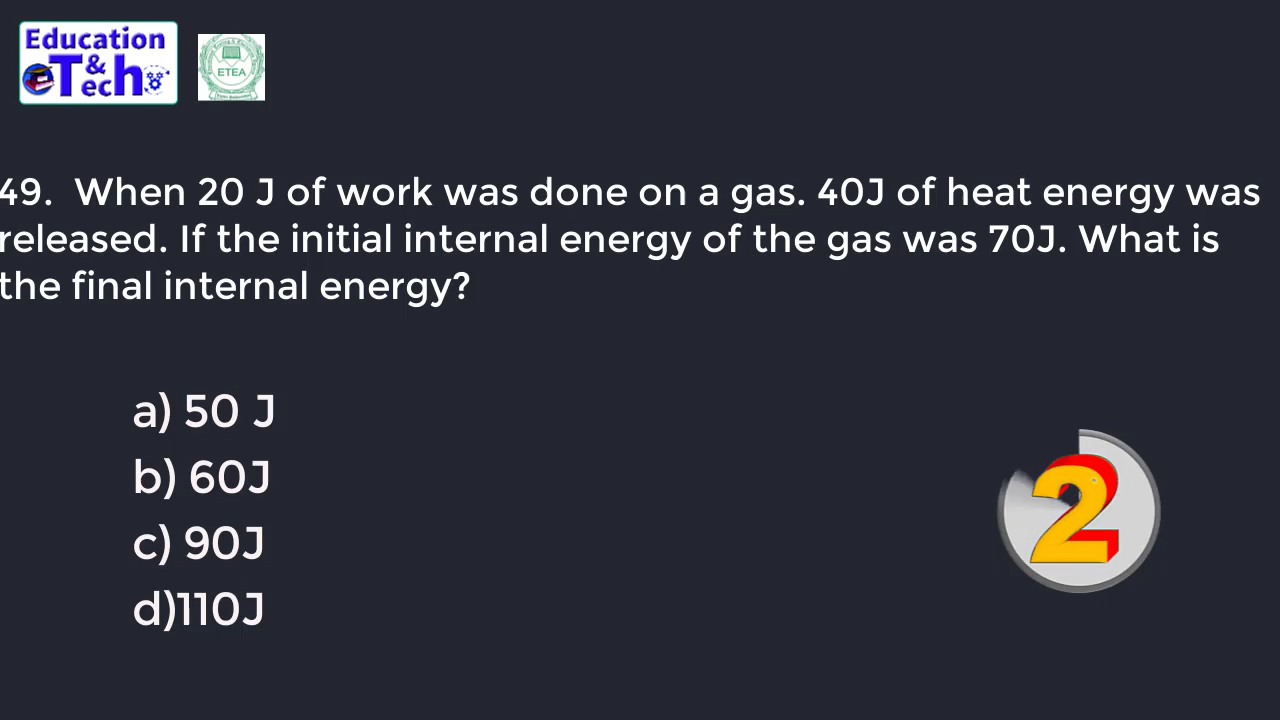 Education
&
Tech
ETEA
49. When 20 J of work was done on a gas. 40J of heat energy was
released. If the initial internal energy of the gas was 70J. What is
the final internal energy?
a) 50 J
b) 60J
c) 90J
d)110J
2